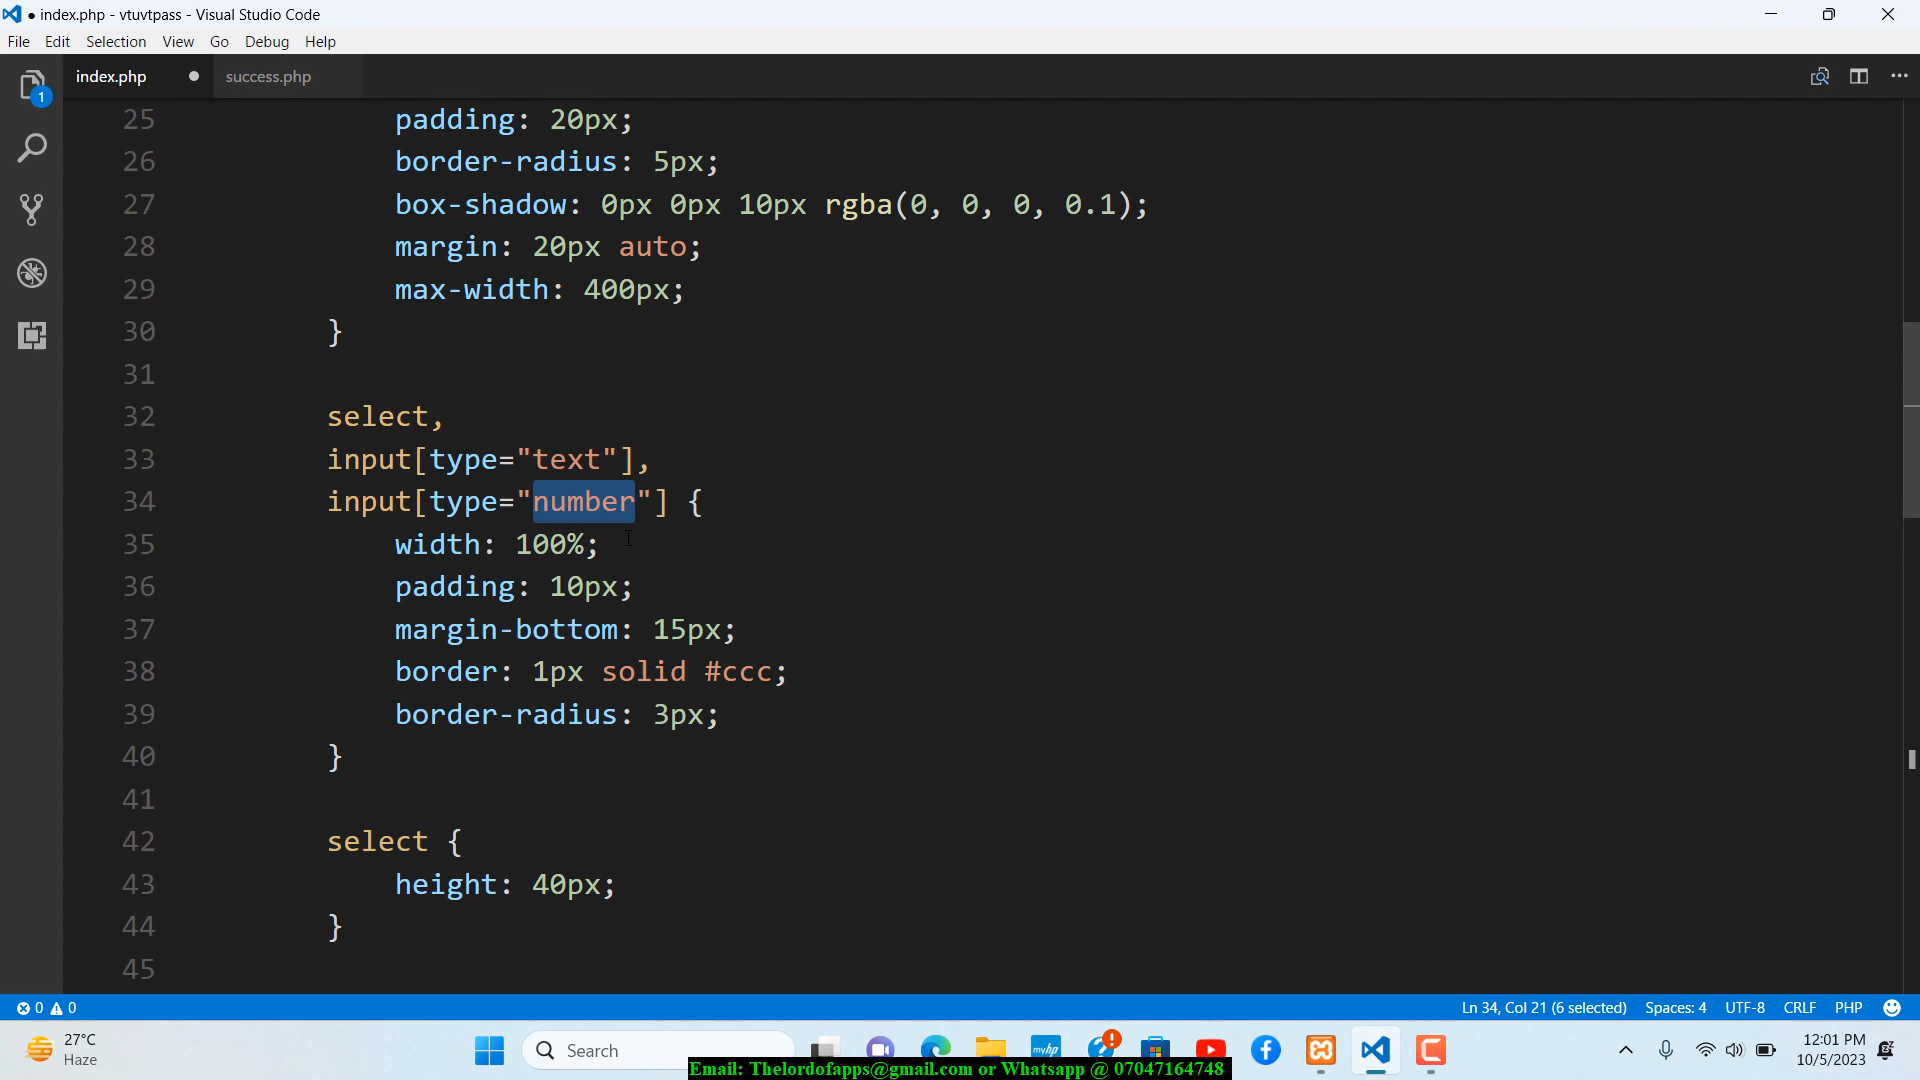 ● index.php - vtuvtpass - Visual Studio Code
File Edit Selection View Go Debug Help
index.php ● success.php
1
25 padding: 20px;
26 border-radius: 5px;
27 box-shadow: 0px 0px 10px rgba(0, 0, 0, 0.1);
28 margin: 20px auto;
29 max-width: 400px;
30 }
31
32 select,
33 input[type="text"],
34 input[type="number"] {
35 width: 100%;
36 padding: 10px;
37 margin-bottom: 15px;
38 border: 1px solid #ccc;
39 border-radius: 3px;
40 }
41
42 select {
43 height: 40px;
44 }
45
0 0 Ln 34, Col 21 (6 selected) Spaces: 4 UTF-8 CRLF PHP
27°C
Haze
Search
myhp
12:01 PM
10/5/2023
Email: Thelordofapps@gmail.com or Whatsapp @ 07047164748